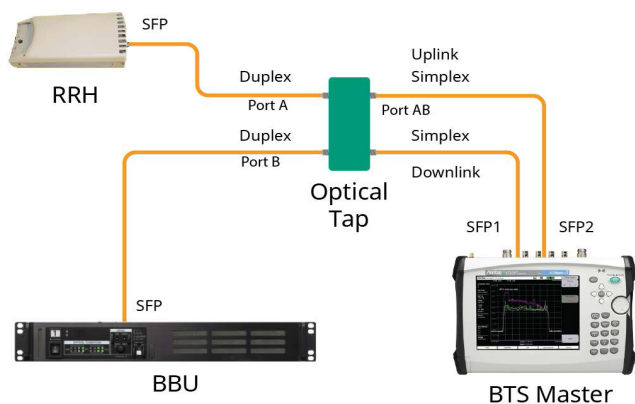 SFP
RRH
Duplex
Port A
Duplex
Port B
Uplink
Simplex
Port AB
Simplex
Downlink
Optical
Tap
SFP1
SFP2
SFP
BBU
BTS Master